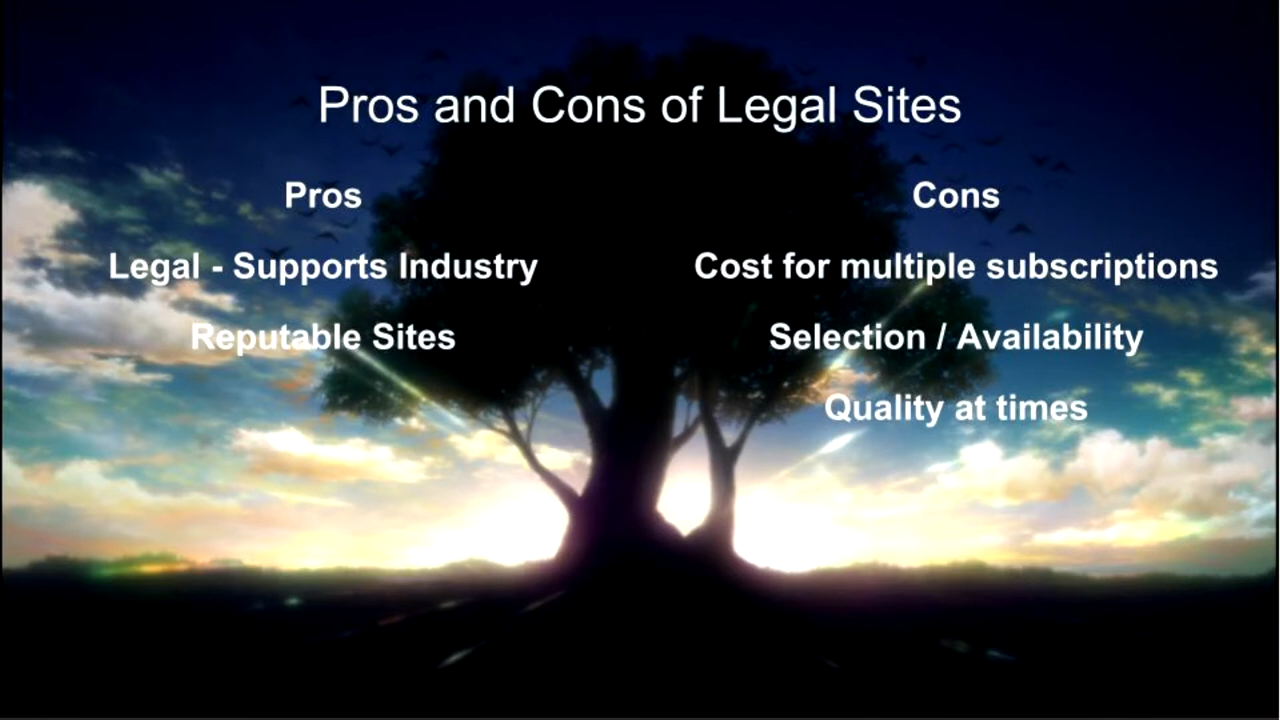 Pros and Cons of Legal Sites
Pros
Legal - Supports Industry
Reputable Sites
Cons
Cost for multiple subscriptions
Selection / Availability
Quality at times